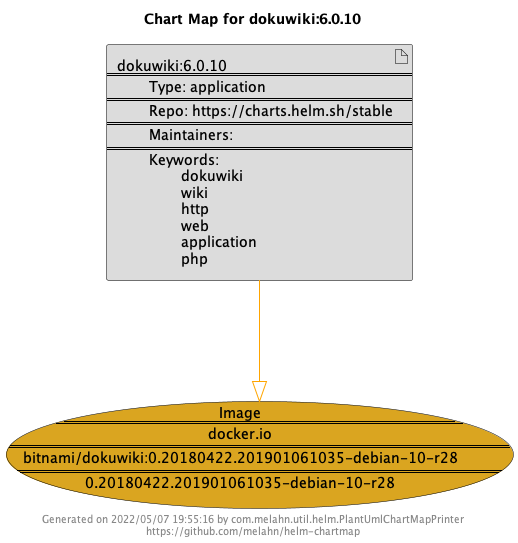 Chart Map for dokuwiki:6.0.10
dokuwiki:6.0.10
Type: application
Repo: https://charts.helm.sh/stable
Maintainers:
Keywords:
dokuwiki
wiki
http
web
application
php
Image
docker.io
bitnami/dokuwiki:0.20180422.201901061035-debian-10-r28
0.20180422.201901061035-debian-10-r28
Generated on 2022/05/07 19:55:16 by com.melahn.util.helm.PlantUmlChartMapPrinter
https://github.com/melahn/helm-chartmap